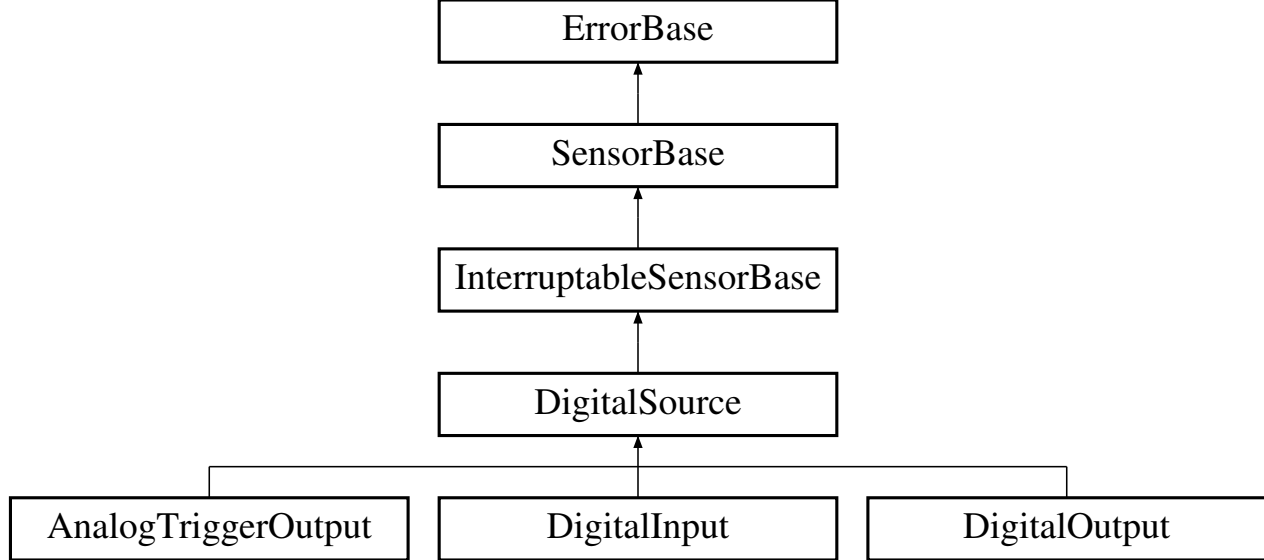 ErrorBase
SensorBase
InterruptableSensorBase
DigitalSource
AnalogTriggerOutput
DigitalInput
DigitalOutput